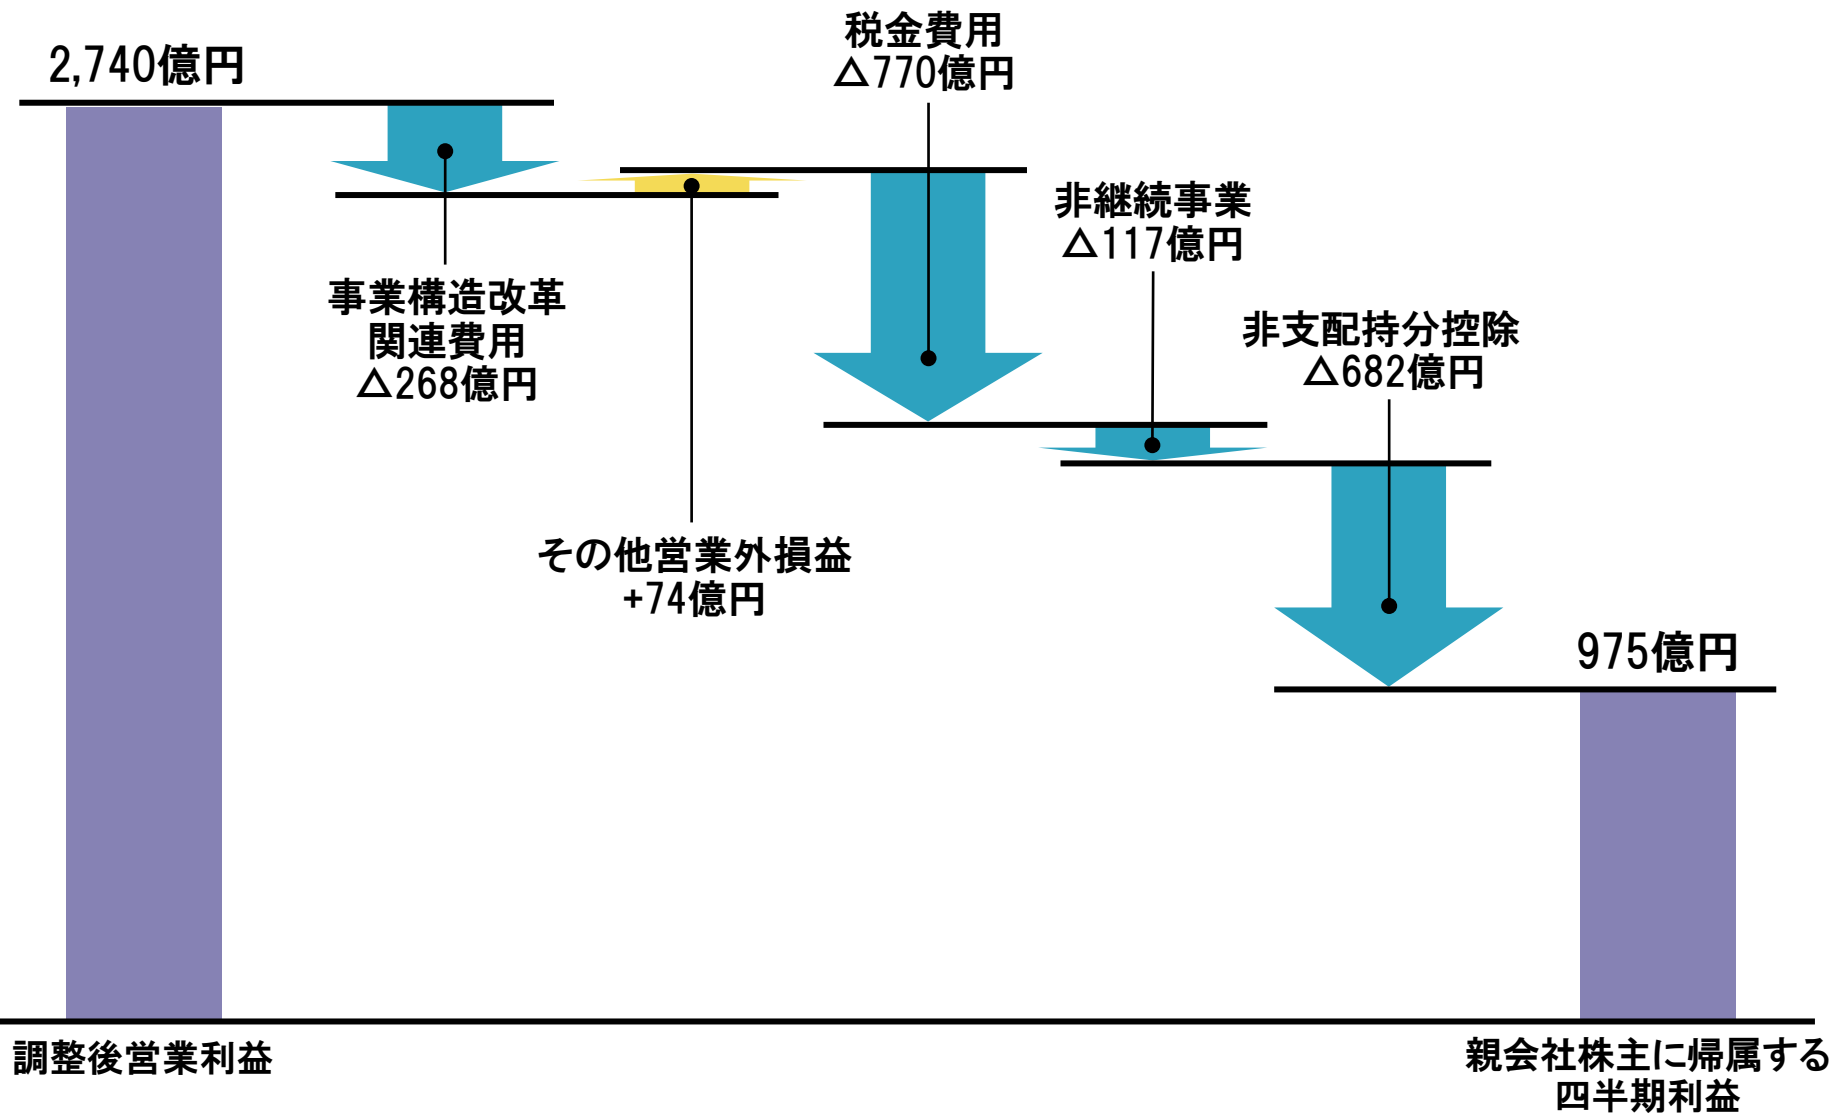 2,740億円
税金費用
△770億円
非継続事業
△117億円
事業構造改革
関連費用
△268億円
非支配持分控除
△682億円
その他営業外損益
+74億円
975億円
調整後営業利益
親会社株主に帰属する
四半期利益